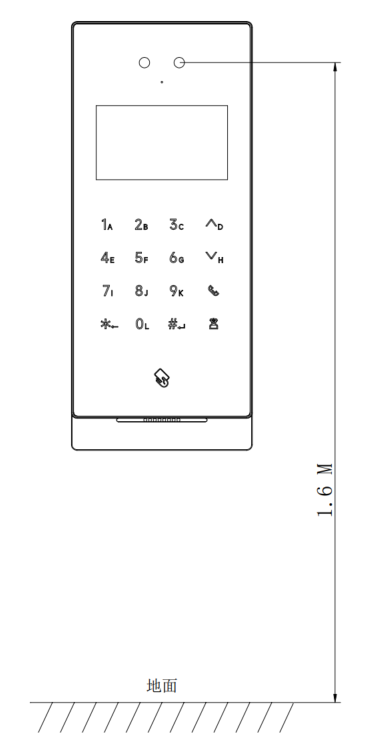 1A 2B 3C ^D
4E 5F 6G ∨H
7I 8J 9K
*← 0L #↵
1.6 M
地面